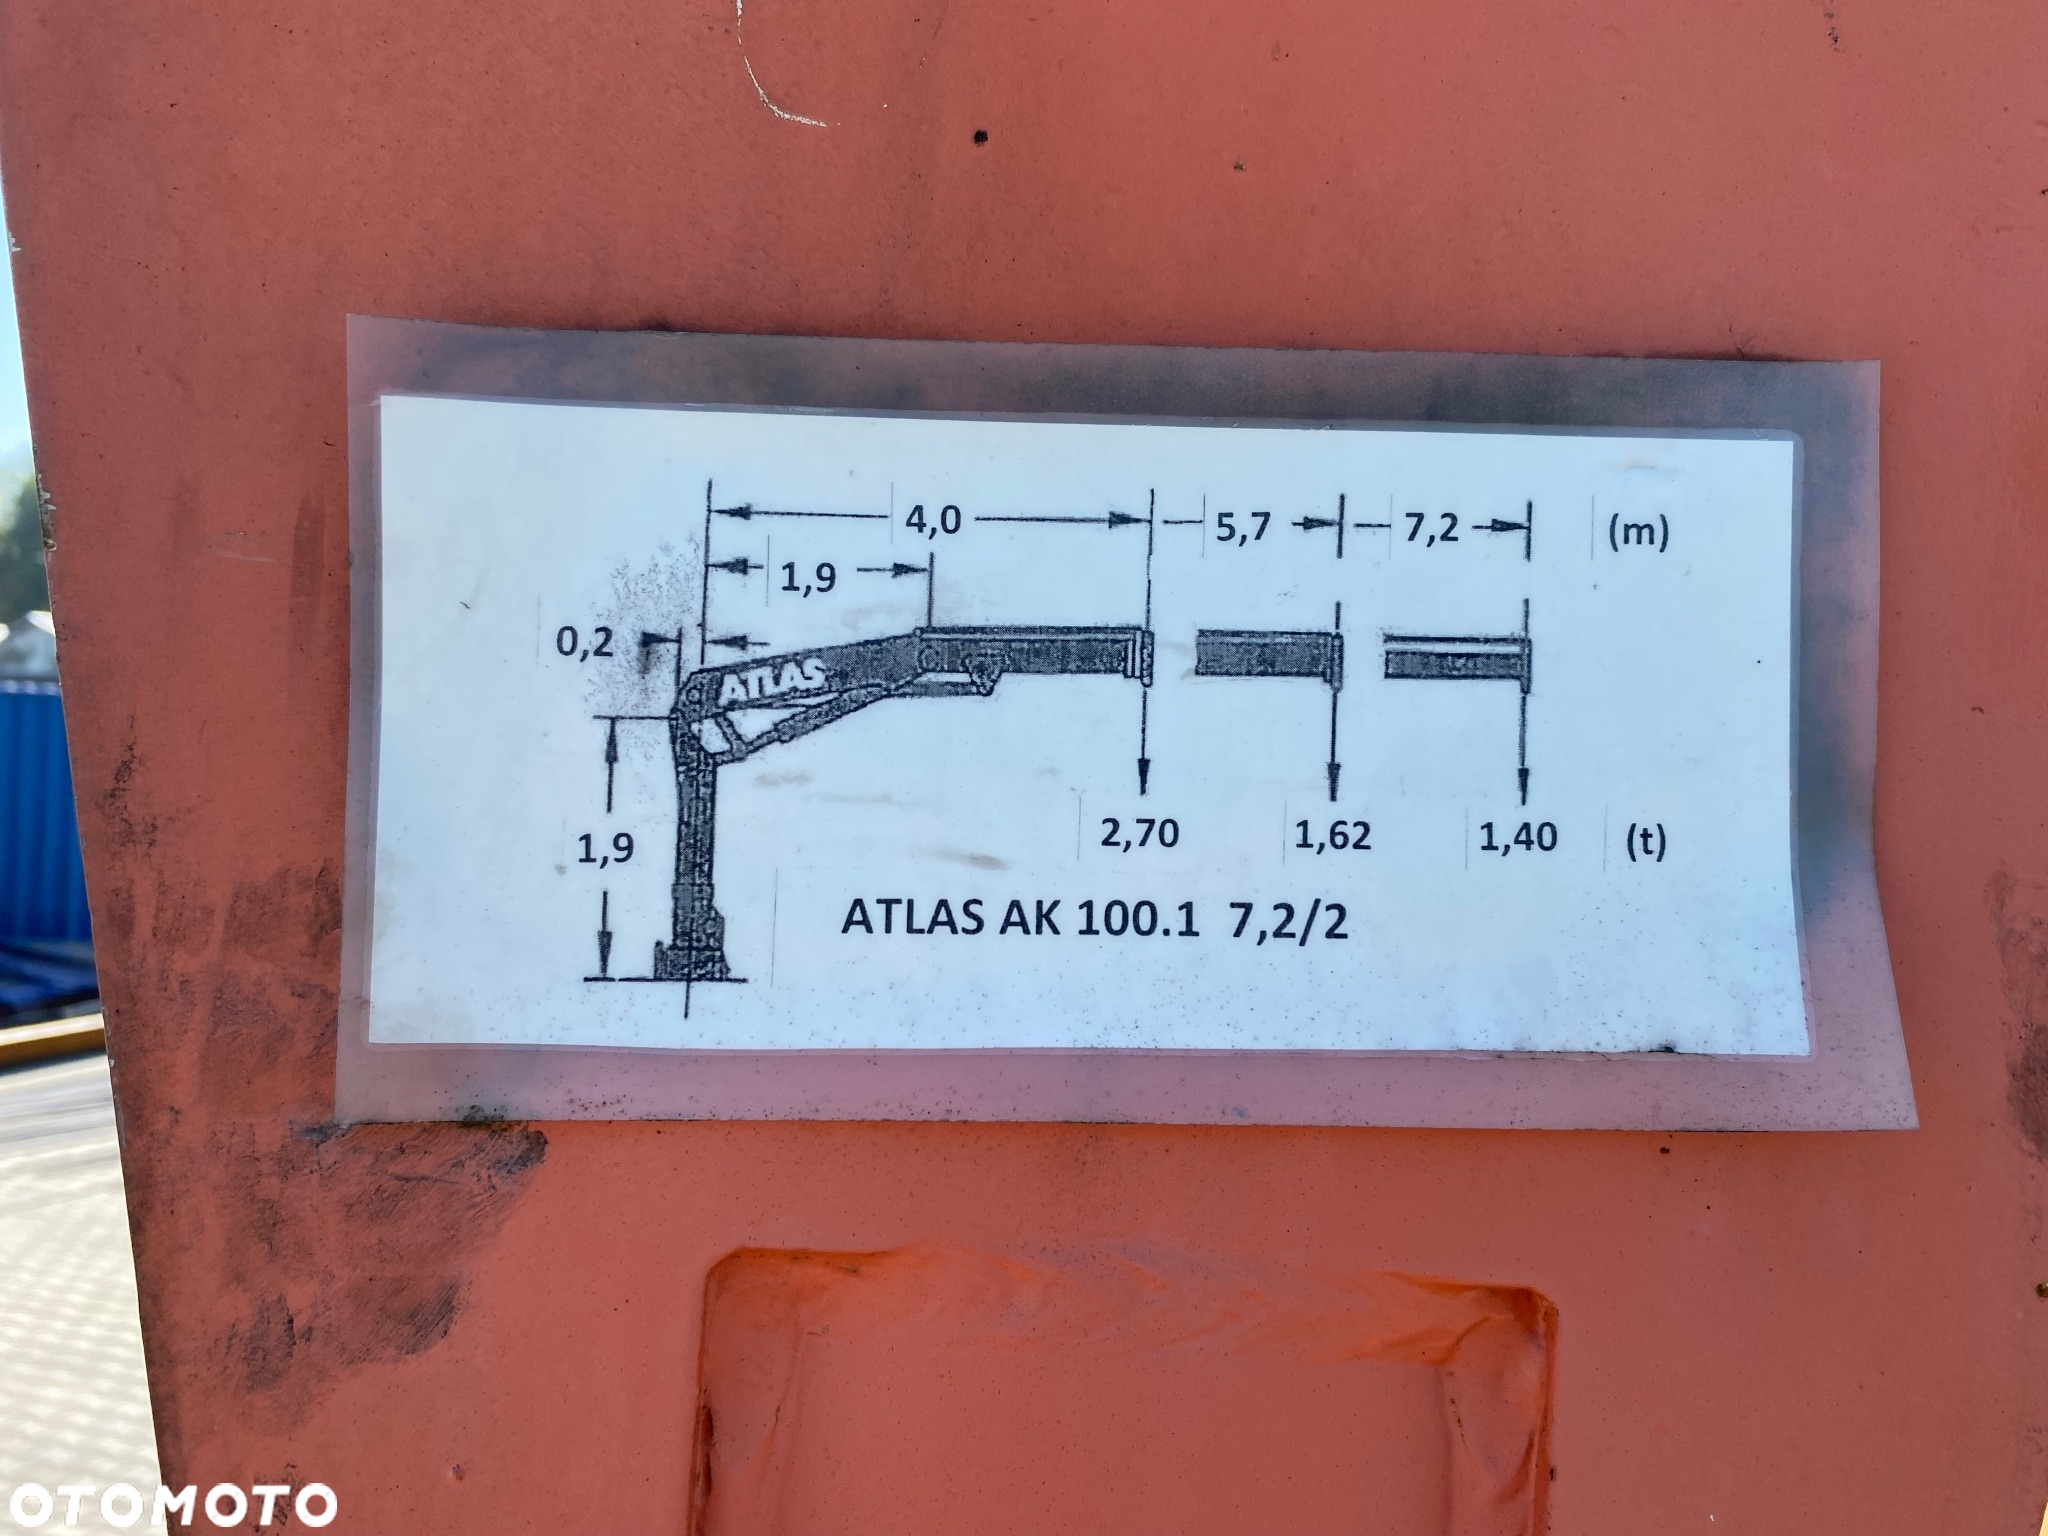 4,0 5,7 7,2 (m)
1,9
0,2
ATLAS
1,9
2,70 1,62 1,40 (t)
ATLAS AK 100.1 7,2/2
OTOMOTO